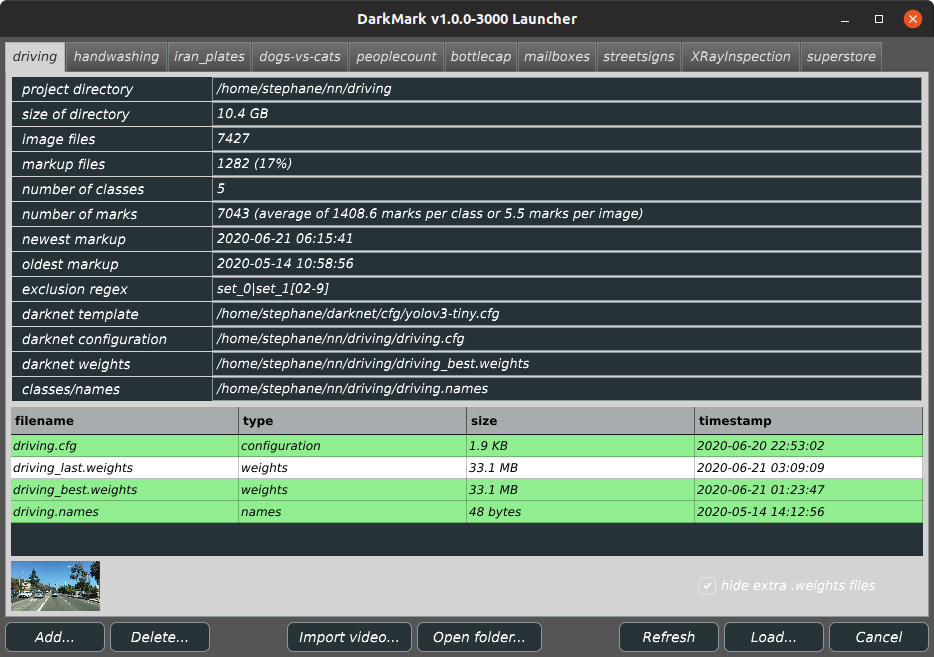 DarkMark v1.0.0-3000 Launcher
driving handwashing iran_plates dogs-vs-cats peoplecount bottlecap mailboxes streetsigns XRayInspection superstore
project directory /home/stephane/nn/driving
size of directory 10.4 GB
image files 7427
markup files 1282 (17%)
number of classes 5
number of marks 7043 (average of 1408.6 marks per class or 5.5 marks per image)
newest markup 2020-06-21 06:15:41
oldest markup 2020-05-14 10:58:56
exclusion regex set_0|set_1[02-9]
darknet template /home/stephane/darknet/cfg/yolov3-tiny.cfg
darknet configuration /home/stephane/nn/driving/driving.cfg
darknet weights /home/stephane/nn/driving/driving_best.weights
classes/names /home/stephane/nn/driving/driving.names
filename type size timestamp
driving.cfg configuration 1.9 KB 2020-06-20 22:53:02
driving_last.weights weights 33.1 MB 2020-06-21 03:09:09
driving_best.weights weights 33.1 MB 2020-06-21 01:23:47
driving.names names 48 bytes 2020-05-14 14:12:56
hide extra .weights files
Add... Delete... Import video... Open folder... Refresh Load... Cancel